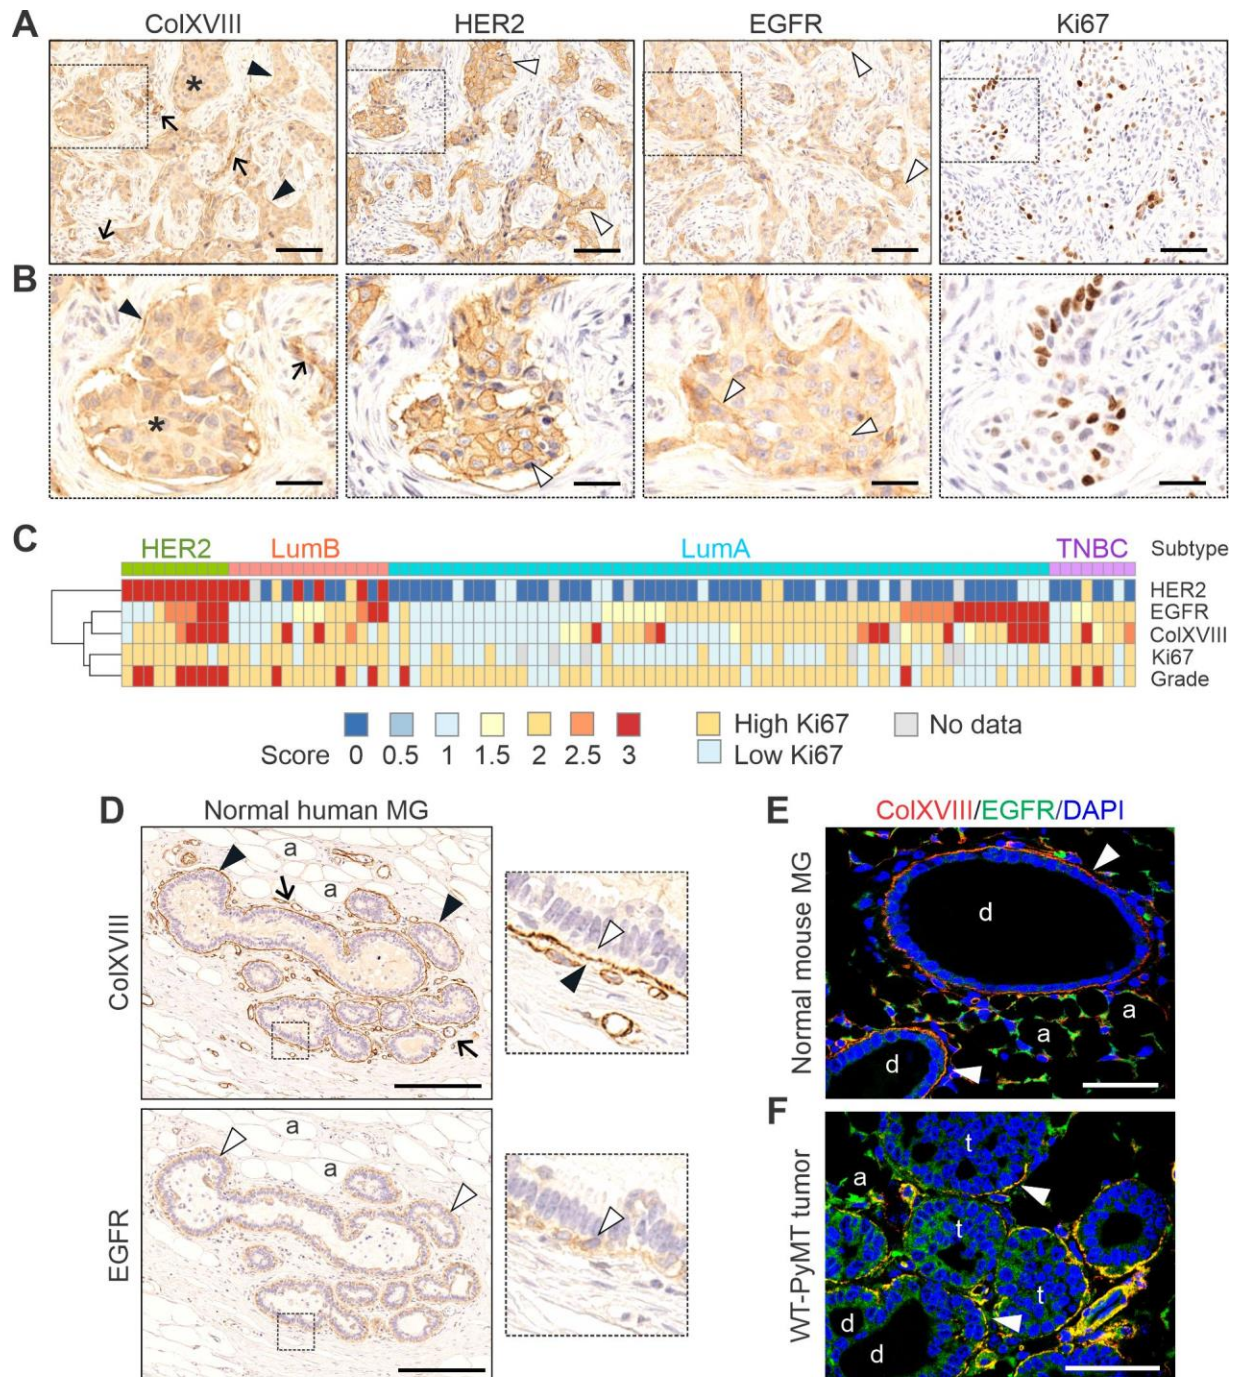 A ColXVIII HER2 EGFR Ki67
*
B
*
C HER2 LumB LumA TNBC Subtype
HER2
EGFR
ColXVIII
Ki67
Grade
Score 0 0.5 1 1.5 2 2.5 3
High Ki67
Low Ki67
No data
D Normal human MG
ColXVIII
a
a
EGFR
a
a
E ColXVIII/EGFR/DAPI
Normal mouse MG
d
a
a
d
F
WT-PyMT tumor
t
a
t
t
d
d